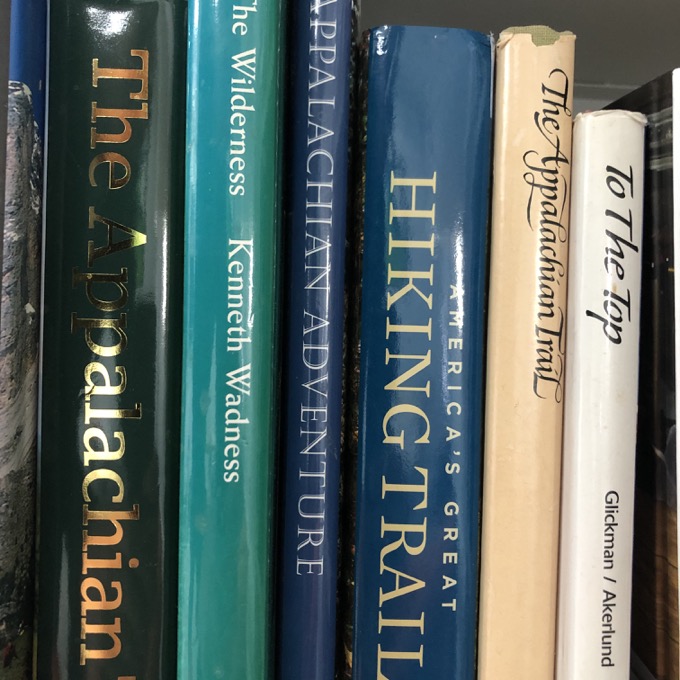 The Appalachian
The Wilderness Kenneth Wadness
APPALACHIAN ADVENTURE
AMERICA'S GREAT
HIKING TRAIL
The Appalachian Trail
To The Top Glickman / Akerlund